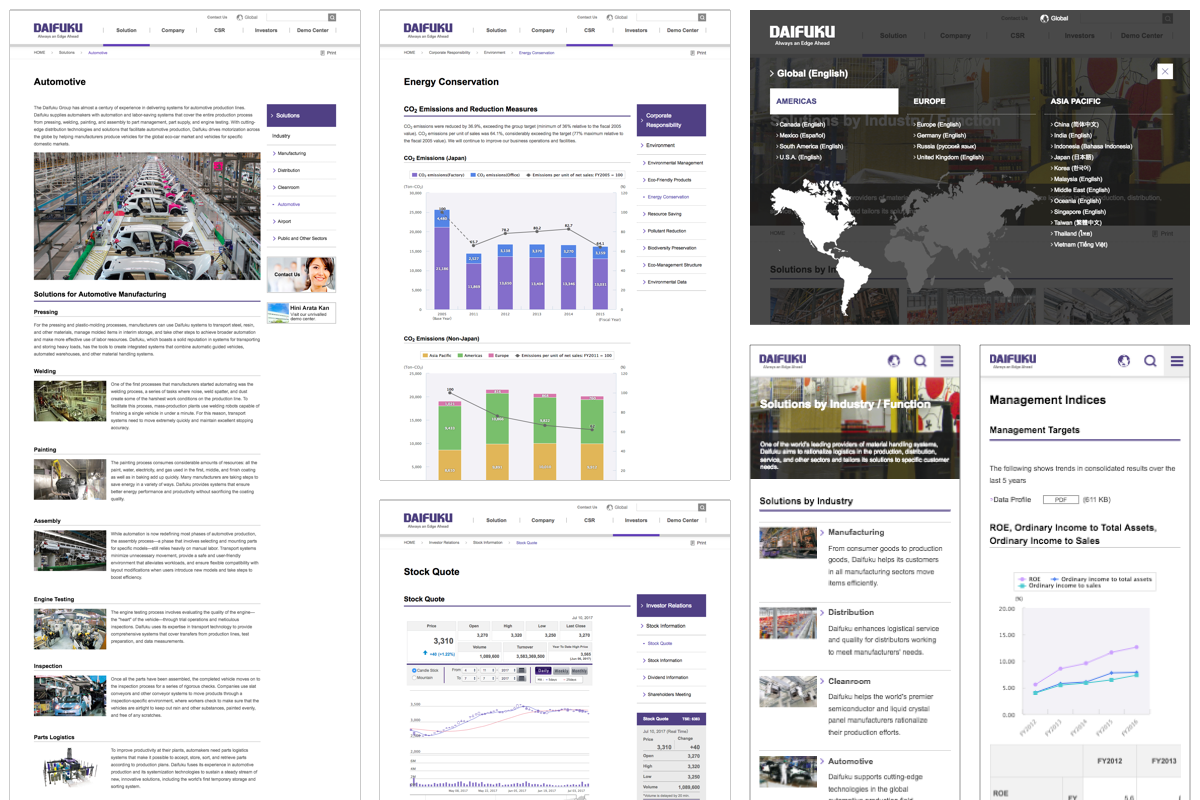 Contact Us
Global
DAIFUKU
Always an Edge Ahead
Solution
Company
CSR
Investors
Demo Center
HOME
Solutions
Automotive
Print
Automotive
The Daifuku Group has almost a century of experience in delivering systems for automotive production lines.
Daifuku supplies automakers with automation and labor-saving systems that cover the entire production process
from pressing, welding, painting, and assembly to part management, part supply, and engine testing. With cutting-
edge distribution technologies and solutions that facilitate automotive production, Daifuku drives motorization across
the globe by helping manufacturers produce vehicles for the global eco-car market and vehicles for specific
domestic markets.
Solutions
Industry
Manufacturing
Distribution
Cleanroom
Automotive
Airport
Public and Other Sectors
Contact Us
Hini Arata Kan
Visit our unrivalled
demo center
Solutions for Automotive Manufacturing
Pressing
For the pressing and plastic-molding processes, manufacturers can use Daifuku systems to transport steel, resin,
and other materials, manage molded items in interim storage, and take other steps to achieve broader automation
and make more effective use of labor resources. Daifuku, which boasts a solid reputation in systems for transporting
and storing heavy loads, has the tools to create integrated systems that combine automatic guided vehicles,
automated warehouses, and other material handling systems.
Welding
One of the first processes that manufacturers started automating was the
welding process, a series of tasks where noise, weld spatter, and dust
create some of the harshest work conditions on the production line. To
facilitate this process, mass-production plants use welding robots capable of
finishing a single vehicle in under a minute. For this reason, transport
systems need to move extremely quickly and maintain excellent stopping
accuracy.
Painting
The painting process consumes considerable amounts of resources: all the
paint, water, electricity, and gas used in the first, middle, and finish coating
as well as in baking add up quickly. Many manufacturers are taking steps to
save energy in a variety of ways. Daifuku provides systems that ensure
better energy performance and productivity without sacrificing the coating
quality.
Assembly
While automation is now redefining most phases of automotive production,
the assembly process—a phase that involves selecting and mounting parts
for specific models—still relies heavily on manual labor. Transport systems
minimize unnecessary movement, provide a safe and user-friendly
environment that alleviates workloads, and ensure flexible compatibility with
layout modifications when users introduce new models and take steps to
boost efficiency.
Engine Testing
The engine testing process involves evaluating the quality of the engine—
the "heart" of the vehicle—through trial operations and meticulous
inspections. Daifuku uses its expertise in transport technology to provide
comprehensive systems that cover transfers from production lines, test
preparation, and date measurements.
Inspection
Once all the parts have been assembled, the completed vehicle moves on to
the inspection process for a series of rigorous checks. Companies use slat
conveyors and other conveyor systems to move products through a
inspection-specific environment, where workers check to make sure that the
vehicles are airtight to keep out rain and other substances, painted evenly,
and free of any scratches.
Parts Logistics
To improve productivity at their plants, automakers need parts logistics
systems that make it possible to accept, store, sort, and retrieve parts
according to production plans. Daifuku fuses its experience in automotive
production and its systemization technologies to sustain a steady stream of
new, innovative solutions, including the world's first temporary storage and
sorting system.
Contact Us
Global
DAIFUKU
Always an Edge Ahead
Solution
Company
CSR
Investors
Demo Center
HOME
Corporate Responsibility
Environment
Energy Conservation
Print
Energy Conservation
CO2 Emissions and Reduction Measures
CO2 emissions were reduced by 36.9%, exceeding the group target (minimum of 36% relative to the fiscal 2005
value). CO2 emissions per unit of sales was 64.1%, considerably exceeding the target (77% maximum relative to
the fiscal 2005 value). We will continue to improve our business operations and facilities.
CO2 Emissions (Japan)
CO2 emissions(Factory)
CO2 emissions(Office)
Emissions per unit of net sales: FY2005 = 100
(Ton-CO2)
(%)
30,000
25,000
20,000
15,000
10,000
5,000
0
120
100
80
60
40
20
0
2005
(Base Year)
2011
2012
2013
2014
2015
(Fiscal Year)
CO2 Emissions (Non-Japan)
Asia Pacific
Americas
Europe
Emissions per unit of net sales: FY2011 = 100
(Ton-CO2)
(%)
25,000
20,000
15,000
10,000
5,000
120
100
80
60
40
20
Corporate
Responsibility
Environment
Environmental Management
Eco-Friendly Products
Energy Conservation
Resource Saving
Pollutant Reduction
Biodiversity Preservation
Eco-Management Structure
Environmental Data
Contact Us
Global
DAIFUKU
Always an Edge Ahead
Solution
Company
CSR
Investors
Demo Center
HOME
Investor Relations
Stock Information
Stock Quote
Print
Stock Quote
Stock Quote
Jul 10, 2017
Price
Open
High
Low
Last Close
3,310
3,270
3,320
3,250
3,270
+40 (+1.22%)
Volume
Turnover
Year To Date High Price
1,089,600
3,583,369,500
Candle Stick
Mountain
From
To
Daily
Weekly
Monthly
Investor Relations
Stock Information
Stock Quote
Stock Information
Dividend Information
Shareholders Meeting
Stock Quote
Jul 10, 2017 (Real Time)
Price
Change
3,310
+40
Open
3,270
High
3,320
Low
3,250
Volume
1,089,600
DAIFUKU
Always an Edge Ahead
Contact Us
Global
Solution
Company
CSR
Investors
Demo Center
Global (English)
AMERICAS
Canada (English)
Mexico (Español)
South America (English)
U.S.A. (English)
EUROPE
Europe (English)
Germany (English)
Russia (русский язык)
United Kingdom (English)
ASIA PACIFIC
China (简体中文)
India (English)
Indonesia (Bahasa Indonesia)
Japan (日本語)
Korea (한국어)
Malaysia (English)
Middle East (English)
Oceania (English)
Singapore (English)
Taiwan (繁體中文)
Thailand (ไทย)
Vietnam (Tiếng Việt)
HOME
Print
Solutions by In
DAIFUKU
Always an Edge Ahead
Solutions by Industry / Function
One of the world's leading providers of material handling systems,
Daifuku aims to rationalize logistics in the production, distribution,
service, and other sectors and tailors its solutions to specific customer
needs.
Solutions by Industry
Manufacturing
From consumer goods to production
goods, Daifuku helps its customers
in all manufacturing sectors move
items efficiently.
Distribution
Daifuku enhances logistical service
and quality for distributors working
to meet manufacturers' needs.
Cleanroom
Daifuku helps the world's premier
semiconductor and liquid crystal
panel manufacturers rationalize
their production efforts.
Automotive
Daifuku supports cutting-edge
technologies in the global
DAIFUKU
Always an Edge Ahead
Management Indices
Management Targets
The following shows trends in consolidated results over the
last 5 years
Data Profile
PDF
(611 KB)
ROE, Ordinary Income to Total Assets,
Ordinary Income to Sales
ROE
Ordinary income to total assets
Ordinary income to sales
(%)
20.00
15.00
10.00
5.00
0.00
FY2012
FY2013
FY2014
FY2015
FY2016
FY2012
FY2013
ROE
FY
5.6